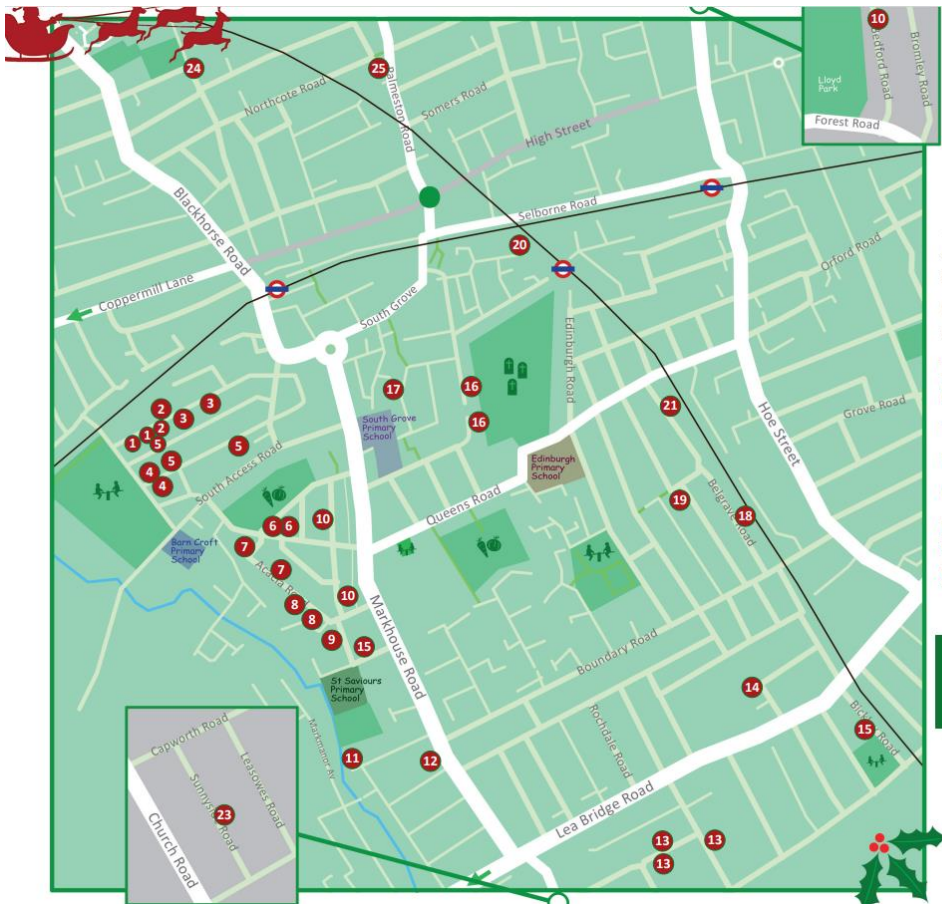 10
Bedford Road
Bromley Road
Lloyd
Park
Forest Road
24
25
Northcote Road
Palmeston Road
Somers Road
High Street
Blackhorse Road
Selborne Road
20
Orford Road
Coppermill Lane
South Grove
Edinburgh Road
Hoe Street
17
16
16
21
Grove Road
2
3
3
1
1
2
5
5
5
4
4
South Grove
Primary
School
South Access Road
Edinburgh
Primary
School
Queens Road
19
Belgrave Road
18
6
6
10
7
Barn Croft
Primary
School
7
Acacia Road
8
8
10
9
15
Markhouse Road
Boundary Road
St Saviours
Primary
School
14
Rochdale Road
15
Road
Markmanor Av
11
12
Capworth Road
Leasowes Road
23
Church Road
Lea Bridge Road
13
13
13